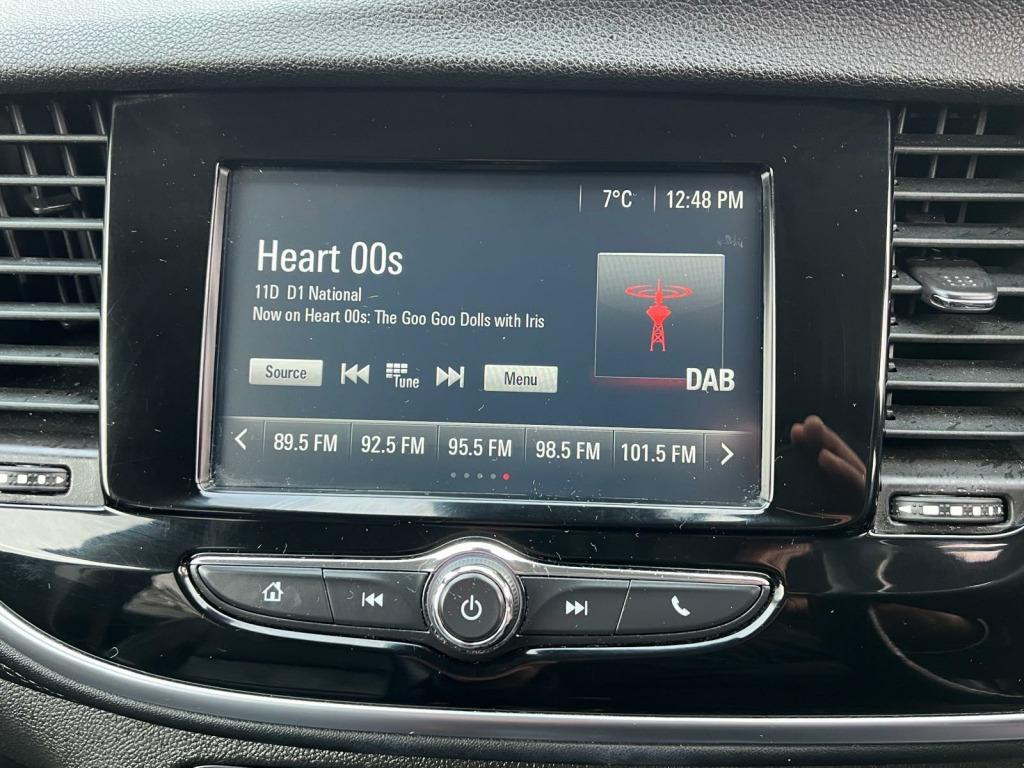 7°C 12:48 PM
Heart 00s
11D D1 National
Now on Heart 00s: The Goo Goo Dolls with Iris
Source Tune Menu
DAB
89.5 FM 92.5 FM 95.5 FM 98.5 FM 101.5 FM